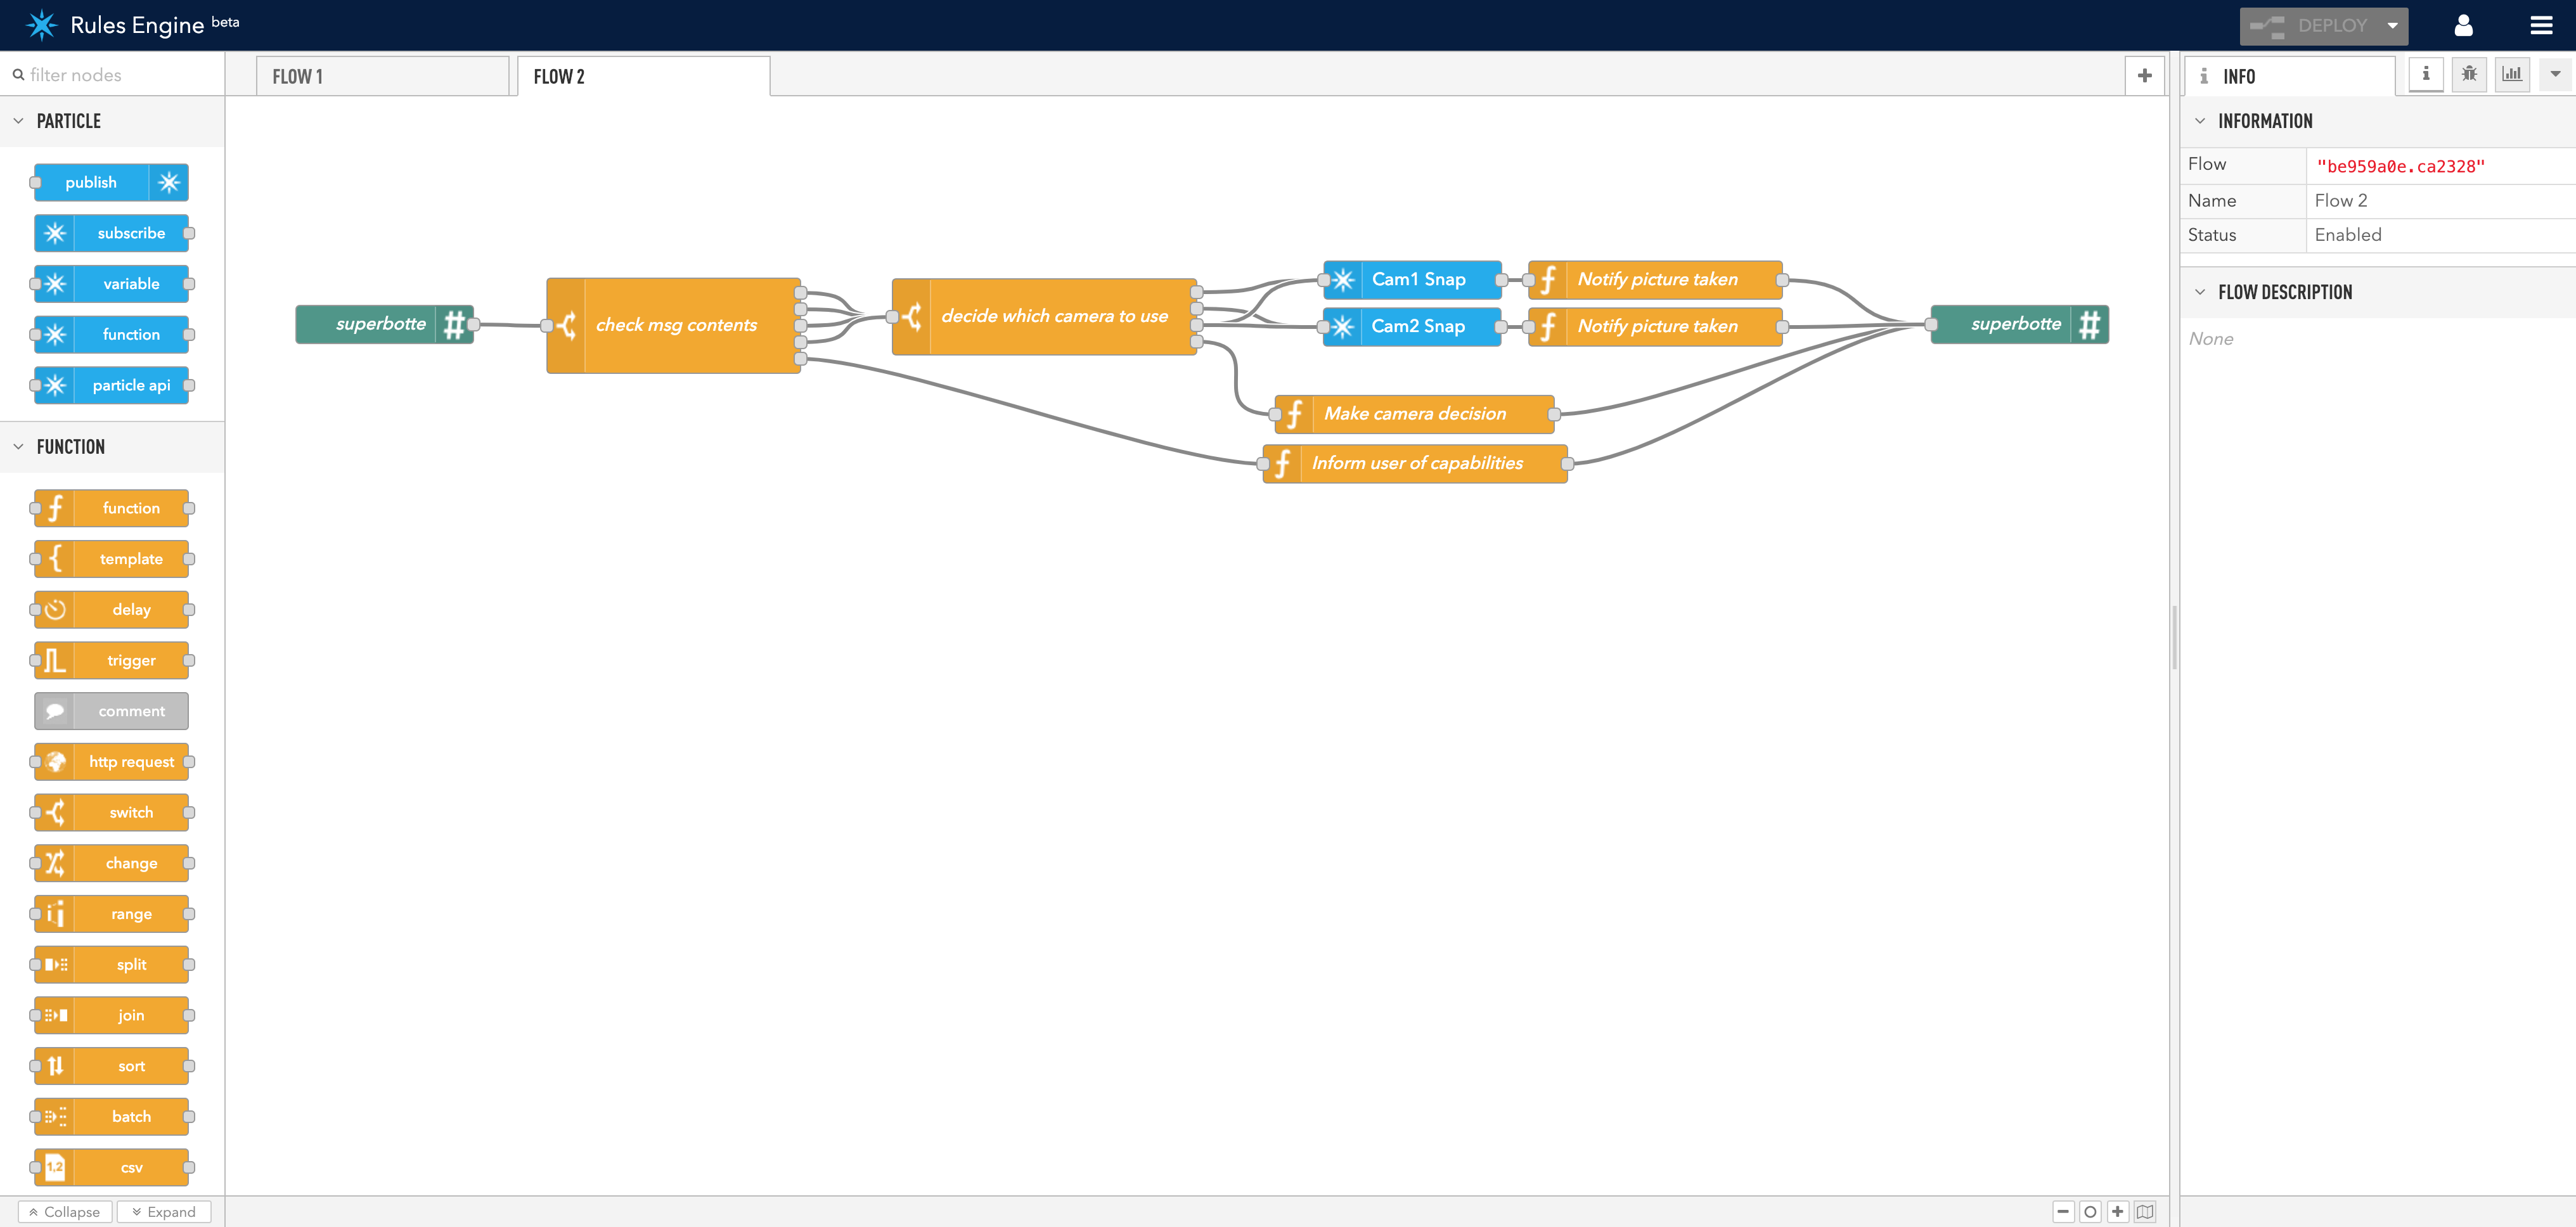 Rules Engine beta
DEPLOY
filter nodes
FLOW 1
FLOW 2
INFO
PARTICLE
publish
subscribe
variable
function
particle api
FUNCTION
function
template
delay
trigger
comment
http request
switch
change
range
split
join
sort
batch
1,2
csv
Collapse
Expand
superbotte #
check msg contents
decide which camera to use
Cam1 Snap
Notify picture taken
Cam2 Snap
Notify picture taken
superbotte #
Make camera decision
Inform user of capabilities
INFORMATION
Flow "be959a0e.ca2328"
Name Flow 2
Status Enabled
FLOW DESCRIPTION
None